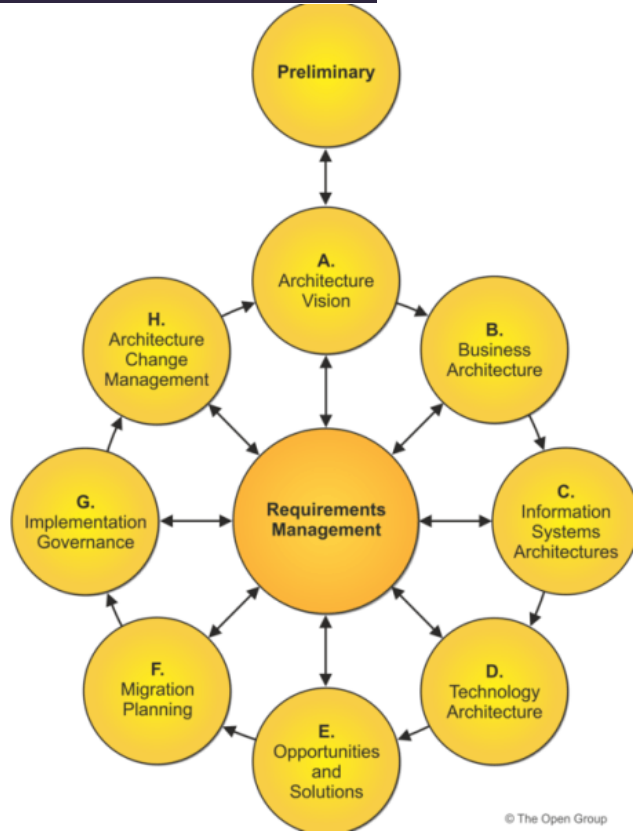 Preliminary
A.
Architecture
Vision
B.
Business
Architecture
C.
Information
Systems
Architectures
D.
Technology
Architecture
E.
Opportunities
and
Solutions
F.
Migration
Planning
G.
Implementation
Governance
H.
Architecture
Change
Management
Requirements
Management
© The Open Group